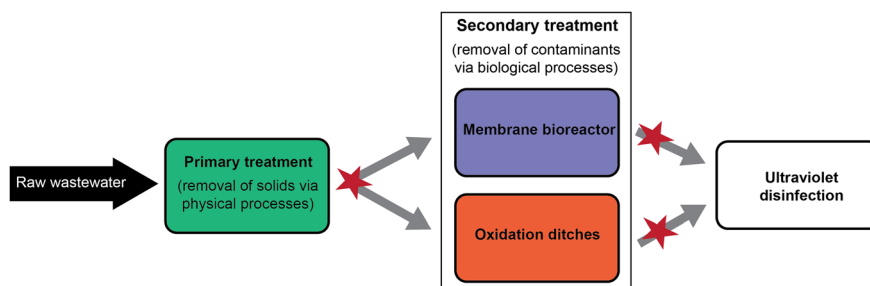 Raw wastewater
Primary treatment
(removal of solids via
physical processes)
Secondary treatment
(removal of contaminants
via biological processes)
Membrane bioreactor
Oxidation ditches
Ultraviolet
disinfection